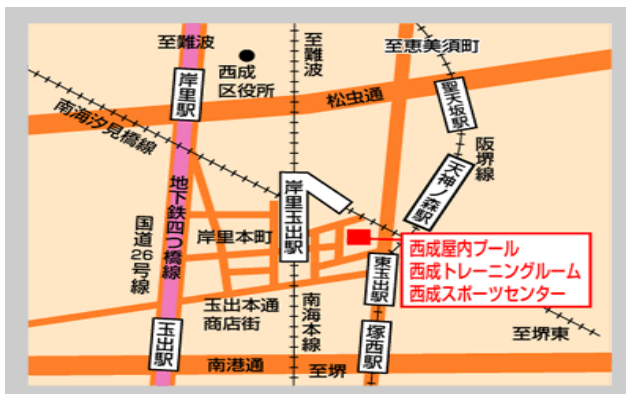 至難波
至難波
至恵美須町
西成
区役所
岸里駅
松虫通
聖天坂駅
南海汐見橋線
阪堺線
天神ノ森駅
地下鉄四つ橋線
国道26号線
岸里玉出駅
岸里本町
西成屋内プール
西成トレーニングルーム
西成スポーツセンター
東玉出駅
玉出本通
商店街
南海本線
玉出駅
塚西駅
至堺東
南港通
至堺